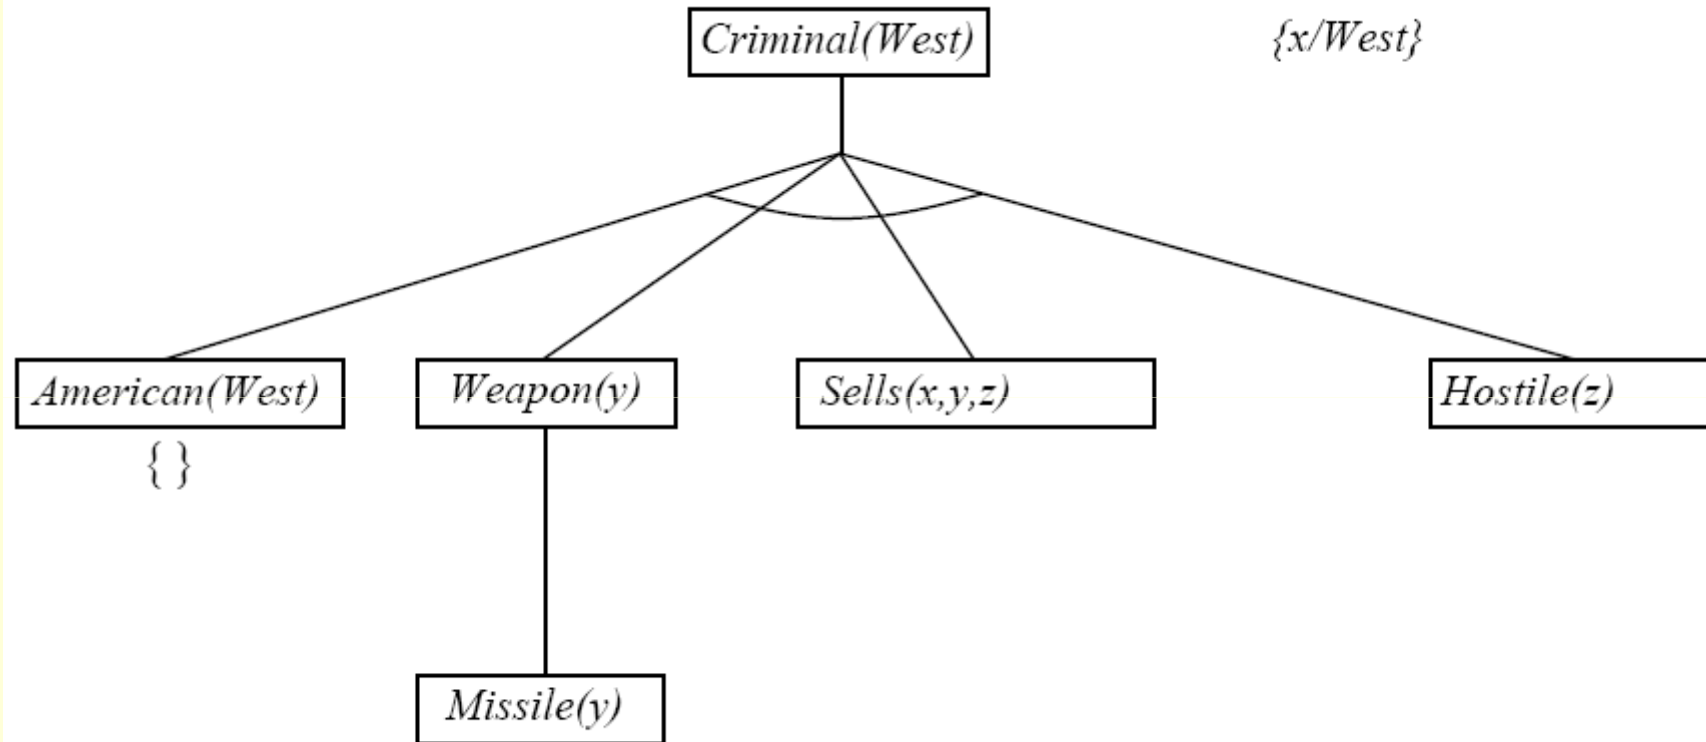 Criminal(West)
{x/West}
American(West)
Weapon(y)
Sells(x,y,z)
Hostile(z)
{ }
Missile(y)